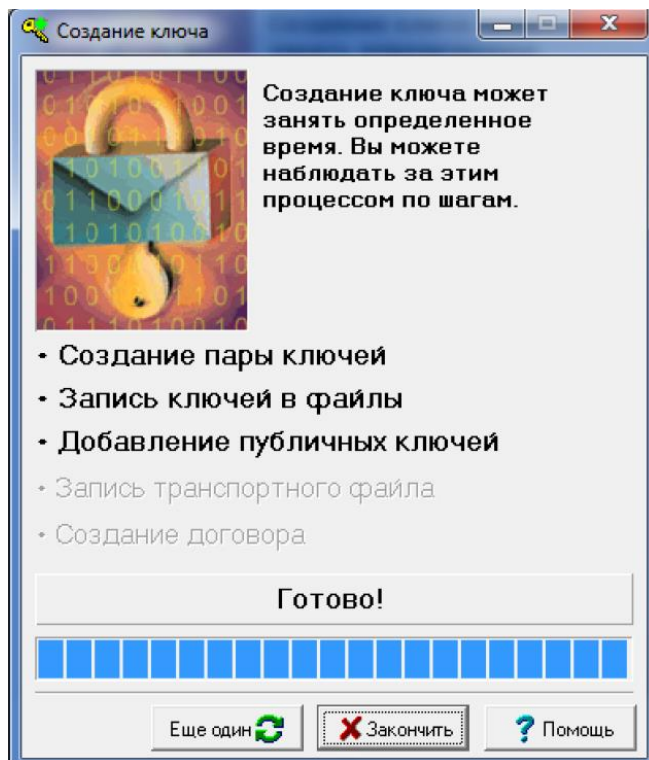 Создание ключа
Создание ключа может
занять определенное
время. Вы можете
наблюдать за этим
процессом по шагам.
• Создание пары ключей
• Запись ключей в файлы
• Добавление публичных ключей
• Запись транспортного файла
• Создание договора
Готово!
Еще один Закончить Помощь